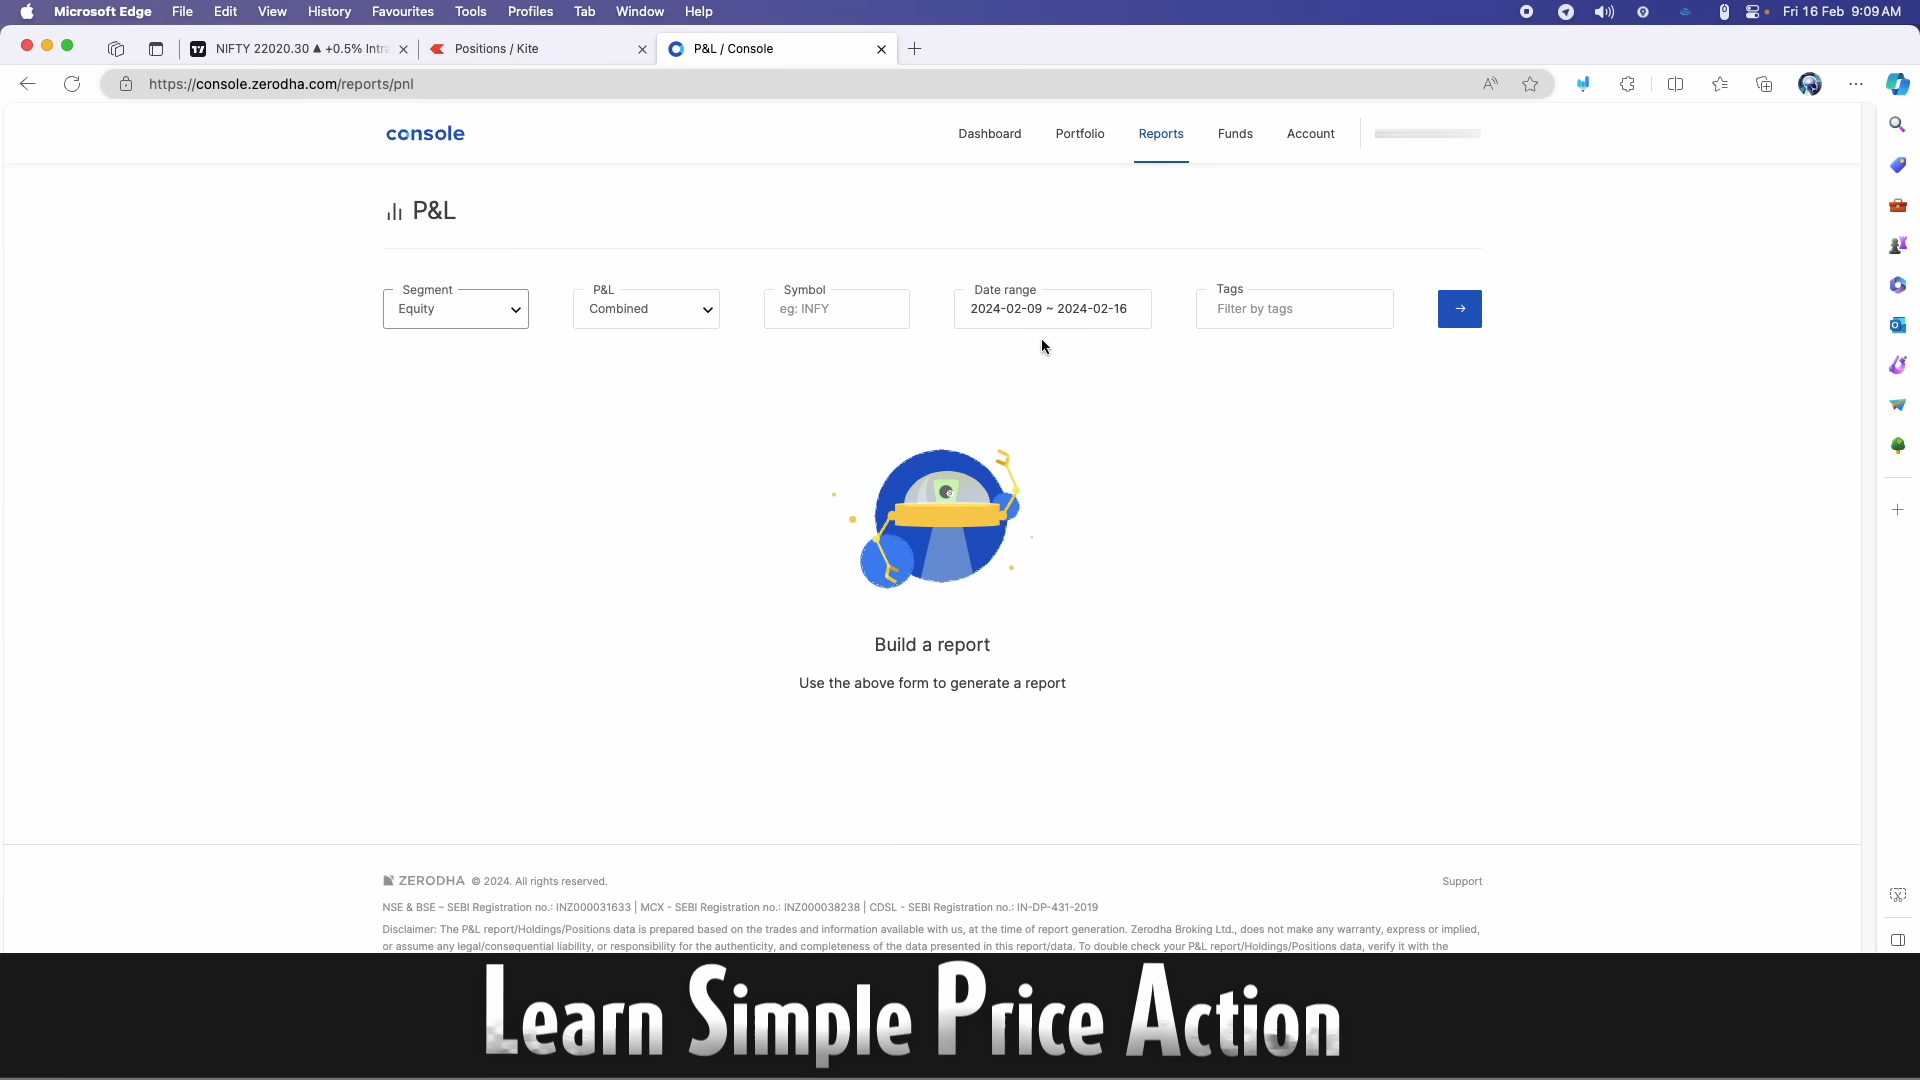 Microsoft Edge File Edit View History Favourites Tools Profiles Tab Window Help Fri 16 Feb 9:09 AM
NIFTY 22020.30 ▲ +0.5% Intra Positions / Kite P&L / Console
https://console.zerodha.com/reports/pnl
console Dashboard Portfolio Reports Funds Account
P&L
Segment P&L Symbol Date range Tags
Equity Combined eg: INFY 2024-02-09 ~ 2024-02-16 Filter by tags
Build a report
Use the above form to generate a report
ZERODHA © 2024. All rights reserved. Support
NSE & BSE – SEBI Registration no.: INZ000031633 | MCX - SEBI Registration no.: INZ000038238 | CDSL - SEBI Registration no.: IN-DP-431-2019
Disclaimer: The P&L report/Holdings/Positions data is prepared based on the trades and information available with us, at the time of report generation. Zerodha Broking Ltd., does not make any warranty, express or implied,
or assume any legal/consequential liability, or responsibility for the authenticity, and completeness of the data presented in this report/data. To double check your P&L report/Holdings/Positions data, verify it with the
Learn Simple Price Action